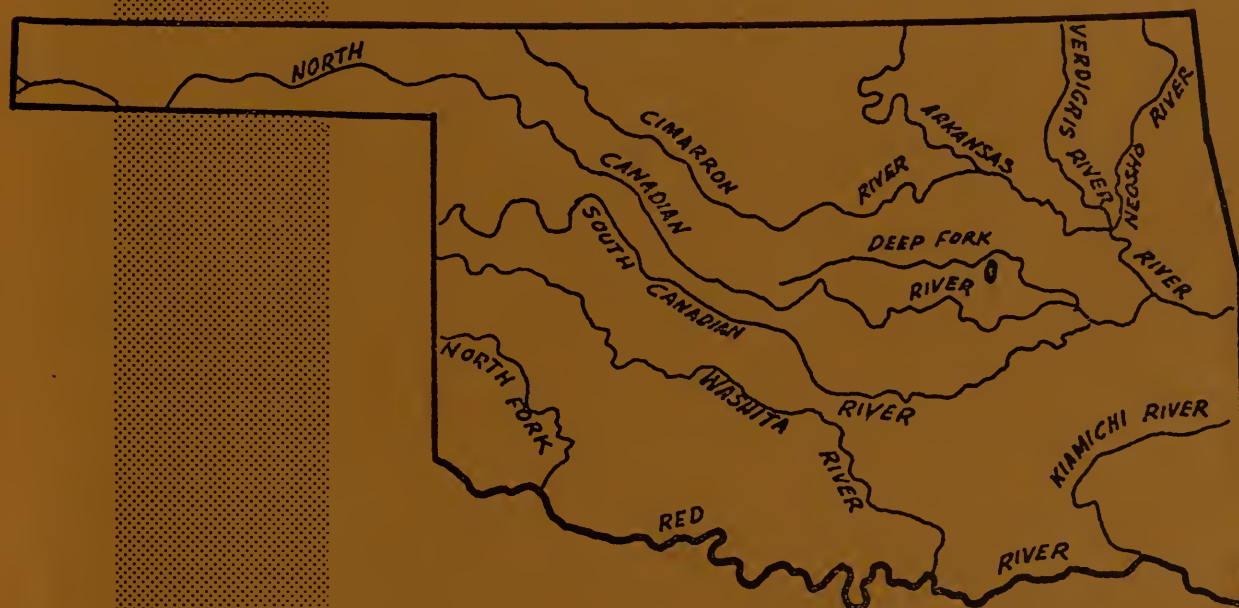 NORTH
CANADIAN
CIMARRON
RIVER
ARKANSAS
VERDIGRIS RIVER
NEOSHO
RIVER
RIVER
DEEP FORK
RIVER
SOUTH
CANADIAN
RIVER
NORTH FORK
WASHITA
RIVER
KIAMICHI RIVER
RED
RIVER